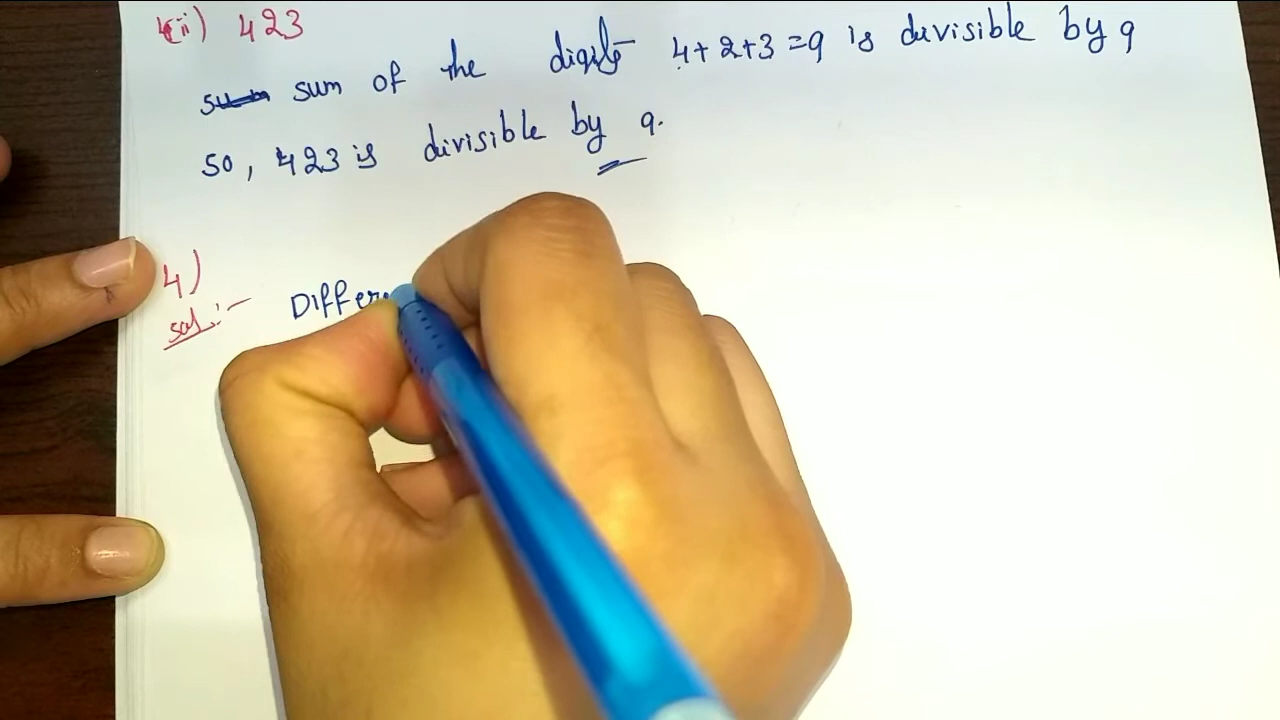 (ii) 423
sum of the digits 4+2+3=9 is divisible by 9
so, 423 is divisible by 9.
4)
sol:- Differ